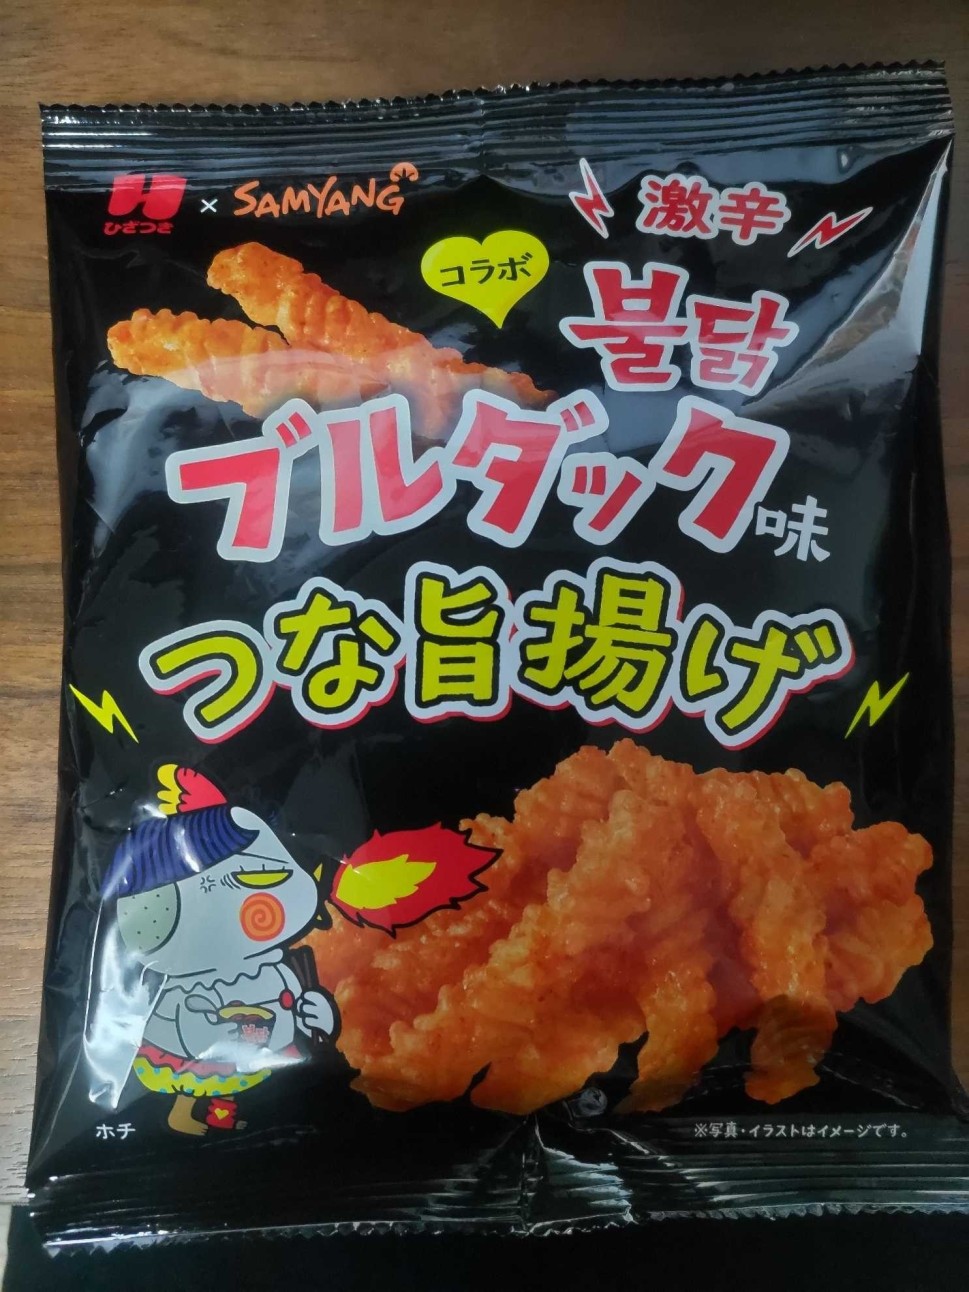 ひざつき × SAMYANG
激辛
コラボ
불닭
ブルダック味
つな旨揚げ
불닭
ホチ
※写真・イラストはイメージです。